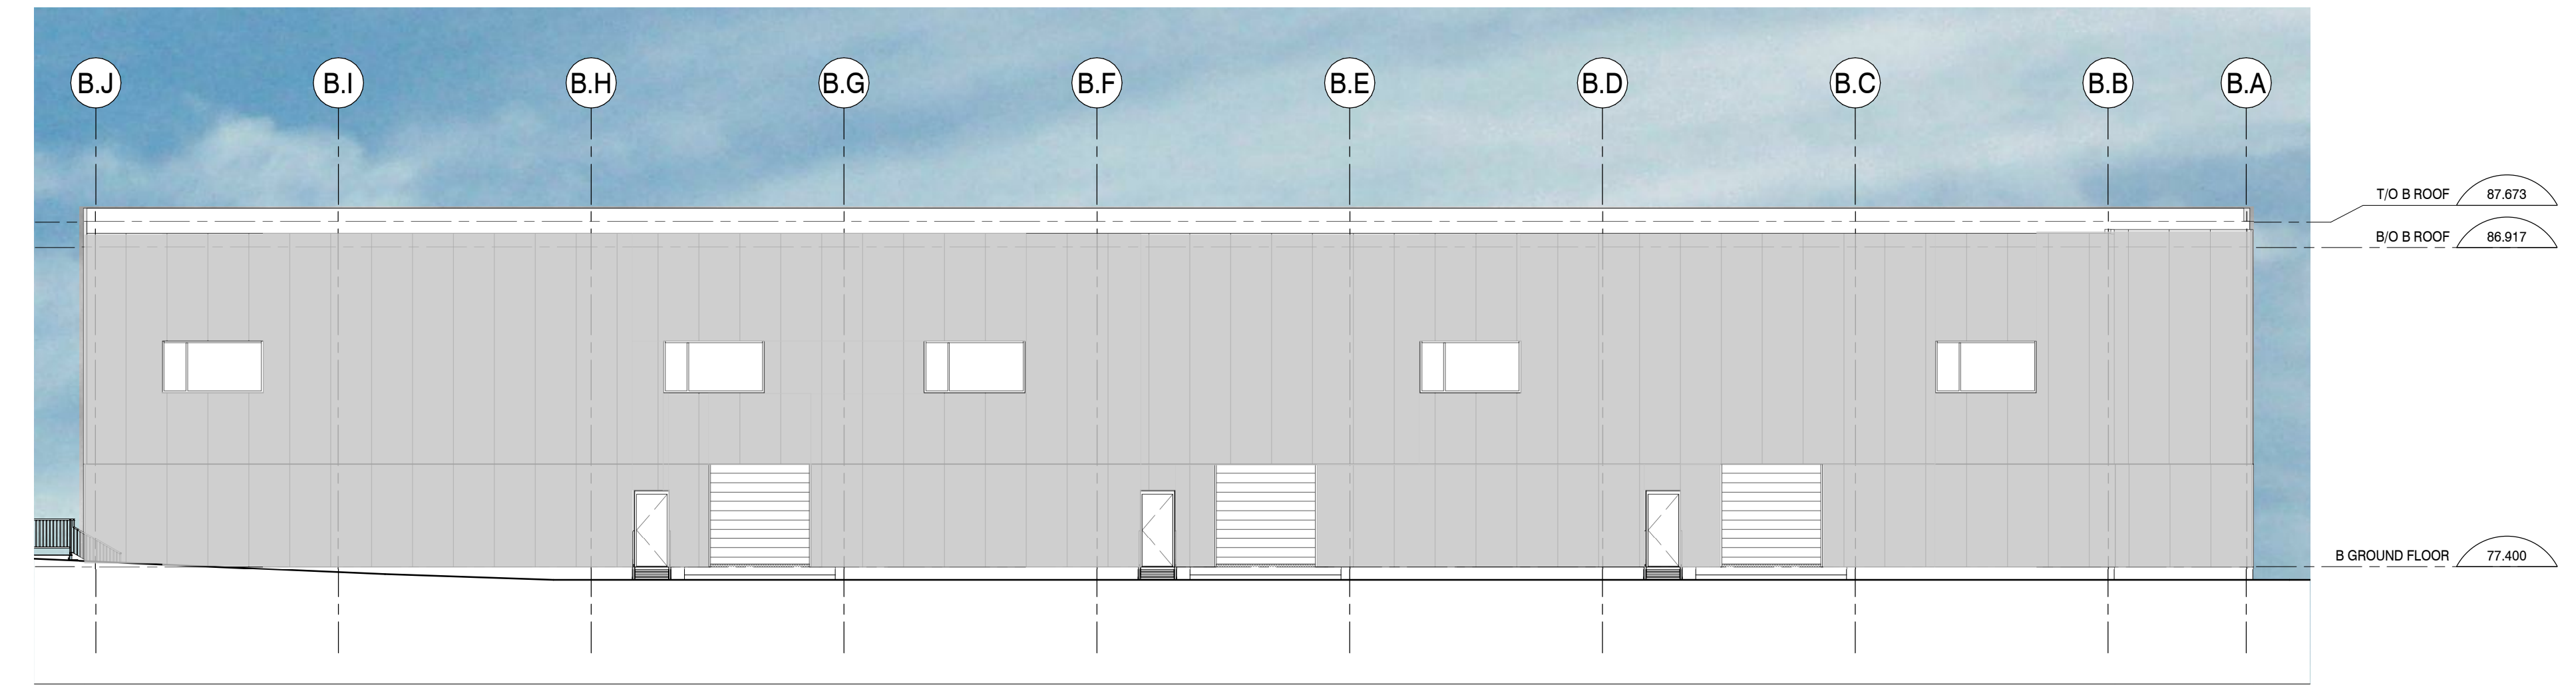 B.J B.I B.H B.G B.F B.E B.D B.C B.B B.A
T/O B ROOF 87.673
B/O B ROOF 86.917
B GROUND FLOOR 77.400